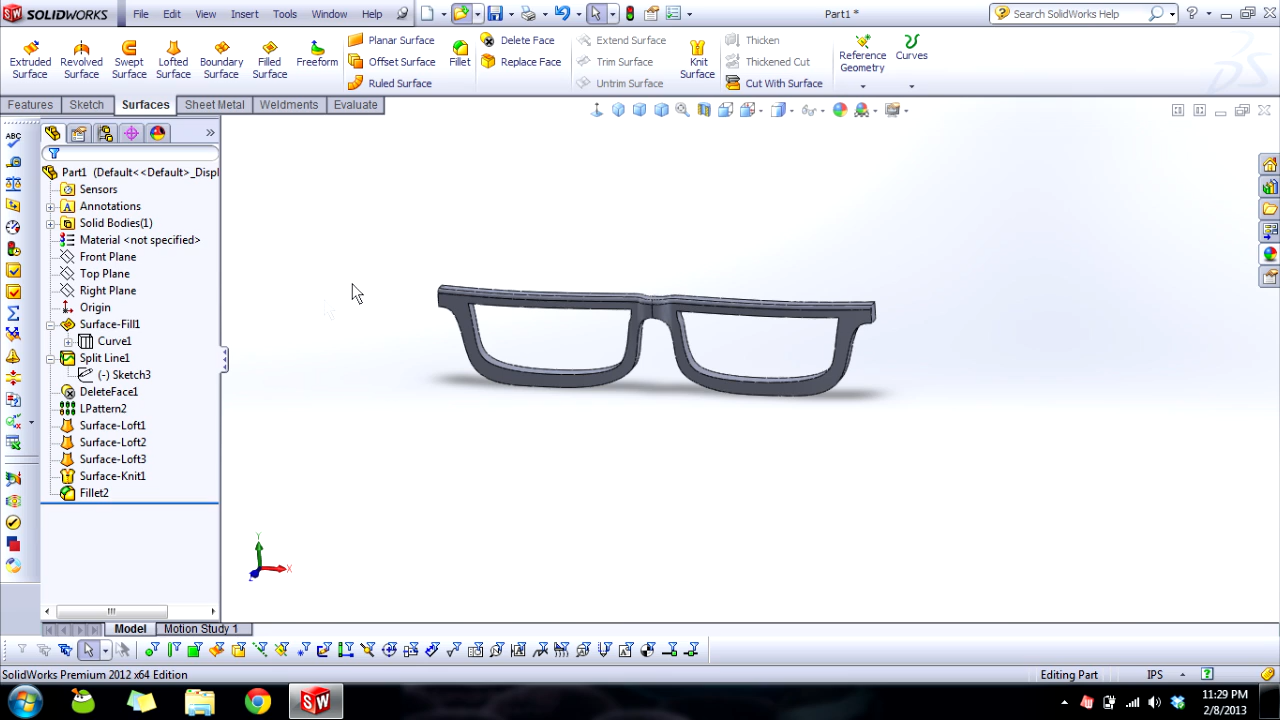 SOLIDWORKS File Edit View Insert Tools Window Help Part1 * Search SolidWorks Help
Extruded Surface
Revolved Surface
Swept Surface
Lofted Surface
Boundary Surface
Filled Surface
Freeform
Planar Surface
Offset Surface
Ruled Surface
Fillet
Delete Face
Replace Face
Extend Surface
Trim Surface
Untrim Surface
Knit Surface
Thicken
Thickened Cut
Cut With Surface
Reference Geometry
Curves
Features Sketch Surfaces Sheet Metal Weldments Evaluate
Part1 (Default<<Default>_Displ
Sensors
Annotations
Solid Bodies(1)
Material <not specified>
Front Plane
Top Plane
Right Plane
Origin
Surface-Fill1
Curve1
Split Line1
(-) Sketch3
DeleteFace1
LPattern2
Surface-Loft1
Surface-Loft2
Surface-Loft3
Surface-Knit1
Fillet2
Y
X
Z
Model Motion Study 1
SolidWorks Premium 2012 x64 Edition Editing Part IPS
11:29 PM
2/8/2013